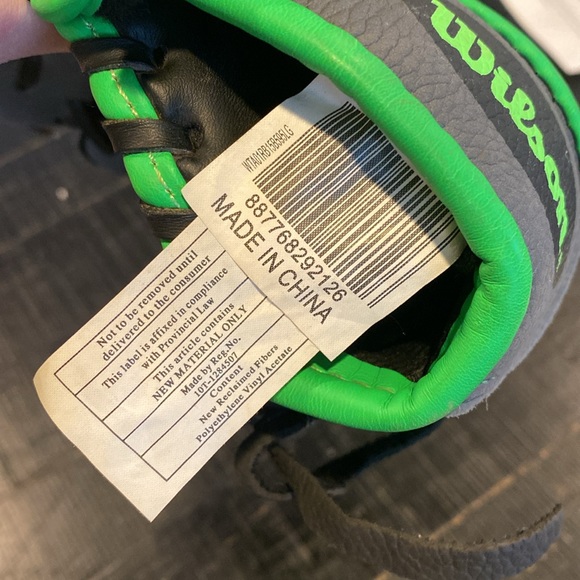 Wilson
WTA01RB15BS95LG
887768292126
MADE IN CHINA
Not to be removed until
delivered to the consumer
This label is affixed in compliance
with Provincial Law
This article contains
NEW MATERIAL ONLY
Made by Reg.No.
10T-1284507
Content
New Reclaimed Fibers
Polyethylene Vinyl Acetate